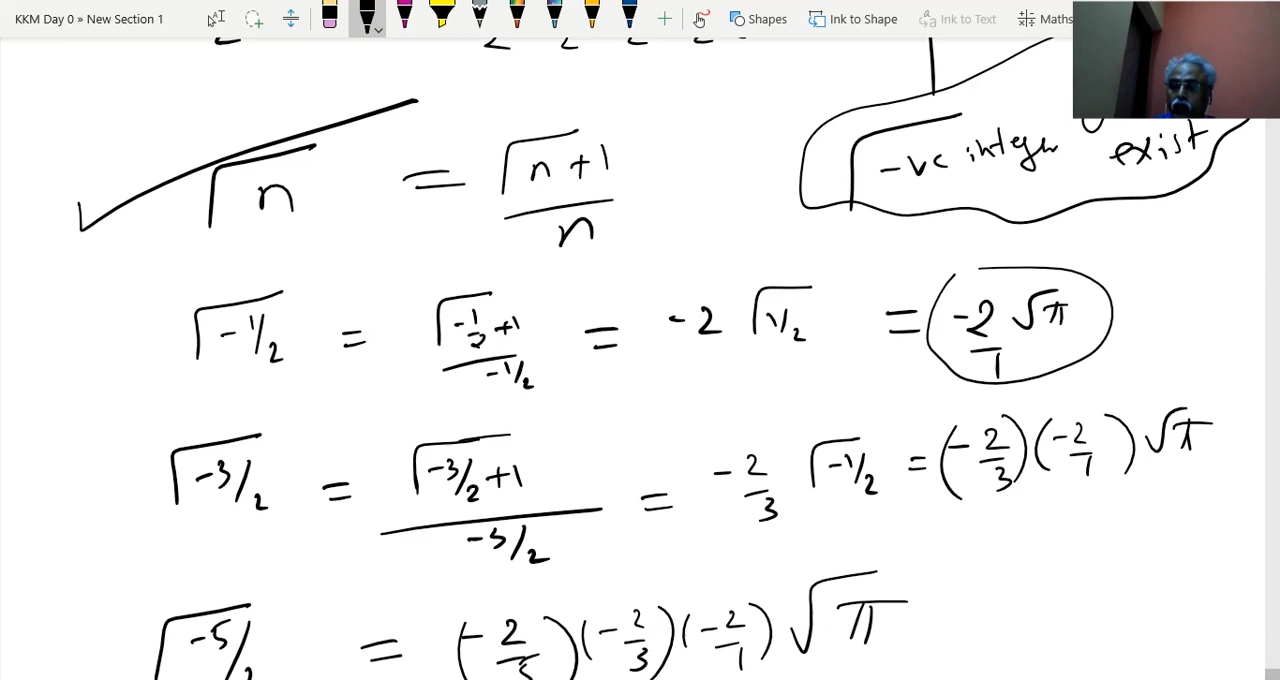 KKM Day 0 » New Section 1 Shapes Ink to Shape Ink to Text Maths
-ve integer exist
Γn = Γn+1 / n
Γ-1/2 = Γ-1/2+1 / -1/2 = -2 Γ1/2 = -2/1 √π
Γ-3/2 = Γ-3/2+1 / -3/2 = -2/3 Γ-1/2 = (-2/3)(-2/1)√π
Γ-5/2 = (-2/5)(-2/3)(-2/1)√π